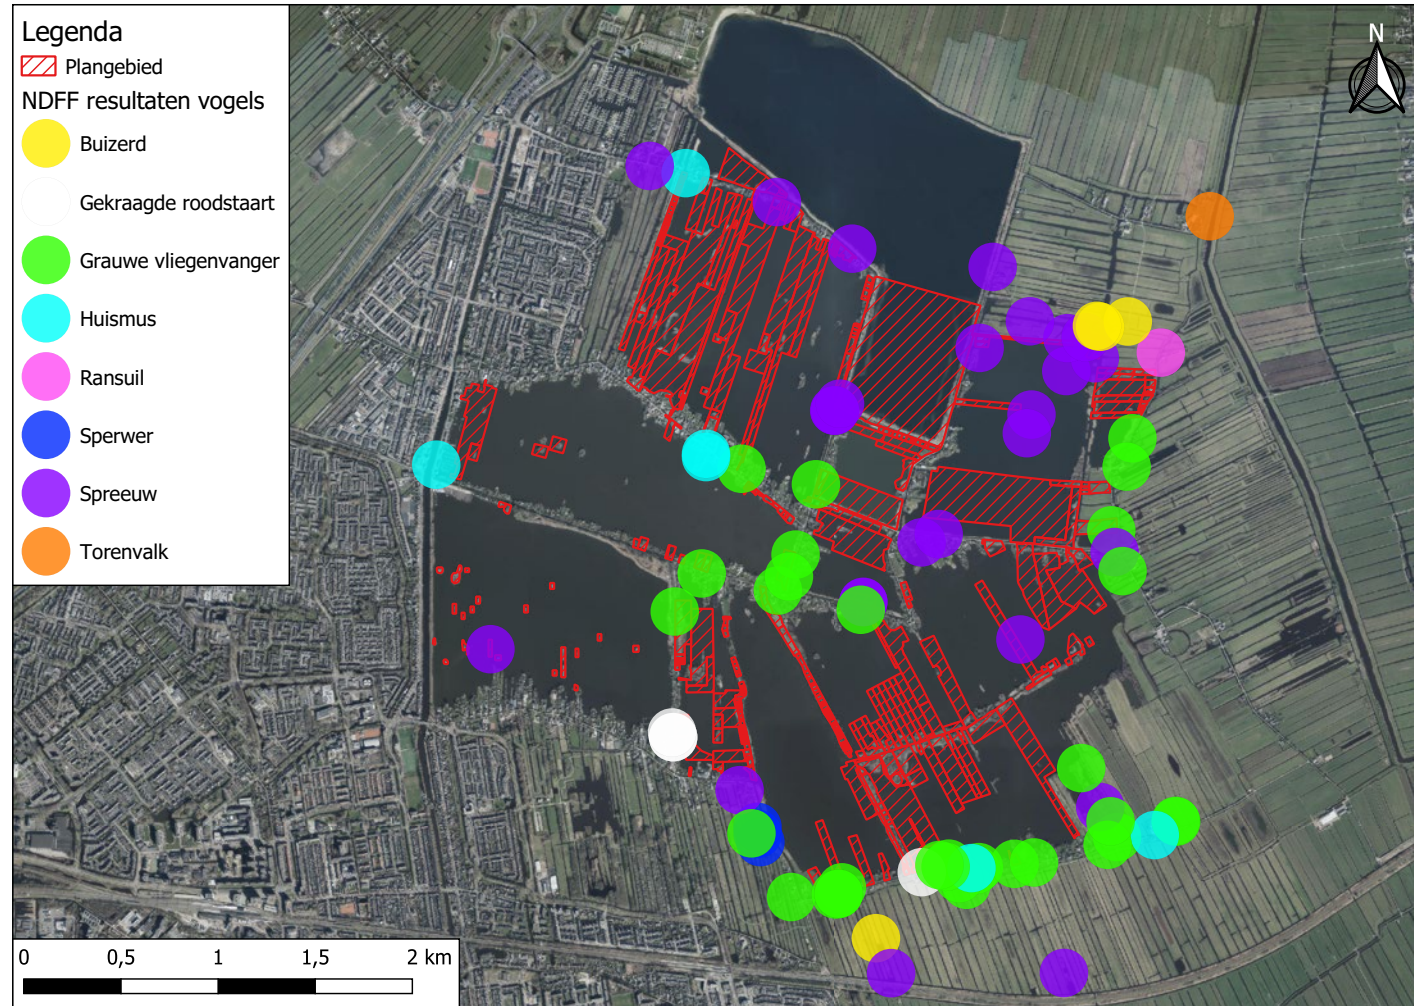 Legenda
Plangebied
NDFF resultaten vogels
Buizerd
Gekraagde roodstaart
Grauwe vliegenvanger
Huismus
Ransuil
Sperwer
Spreeuw
Torenvalk
N
0 0,5 1 1,5 2 km